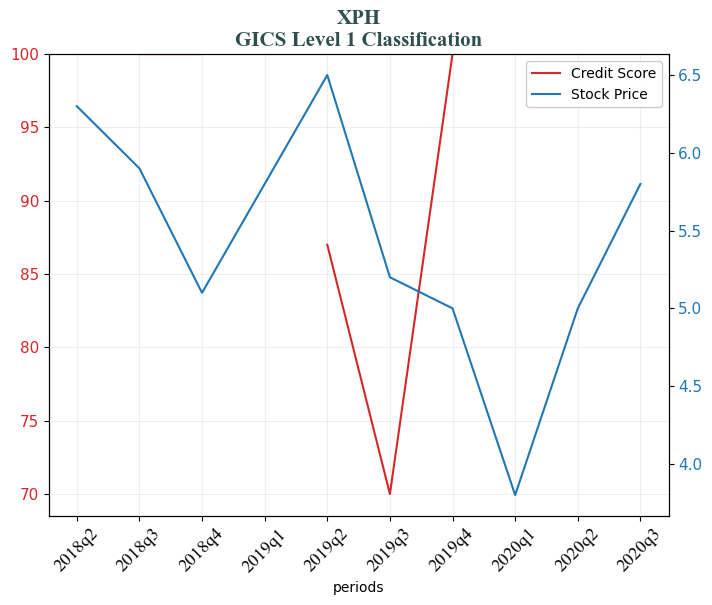 XPH
GICS Level 1 Classification
Credit Score
Stock Price
100
95
90
85
80
75
70
6.5
6.0
5.5
5.0
4.5
4.0
2018q2
2018q3
2018q4
2019q1
2019q2
2019q3
2019q4
2020q1
2020q2
2020q3
periods